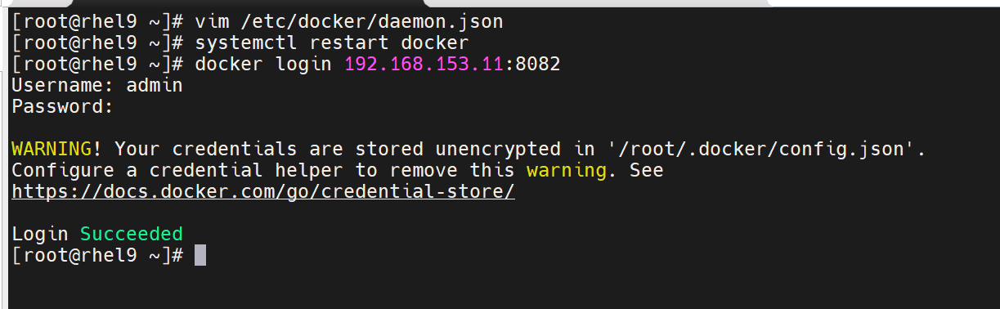 [root@rhel9 ~]# vim /etc/docker/daemon.json
[root@rhel9 ~]# systemctl restart docker
[root@rhel9 ~]# docker login 192.168.153.11:8082
Username: admin
Password:
WARNING! Your credentials are stored unencrypted in '/root/.docker/config.json'.
Configure a credential helper to remove this warning. See
https://docs.docker.com/go/credential-store/
Login Succeeded
[root@rhel9 ~]#